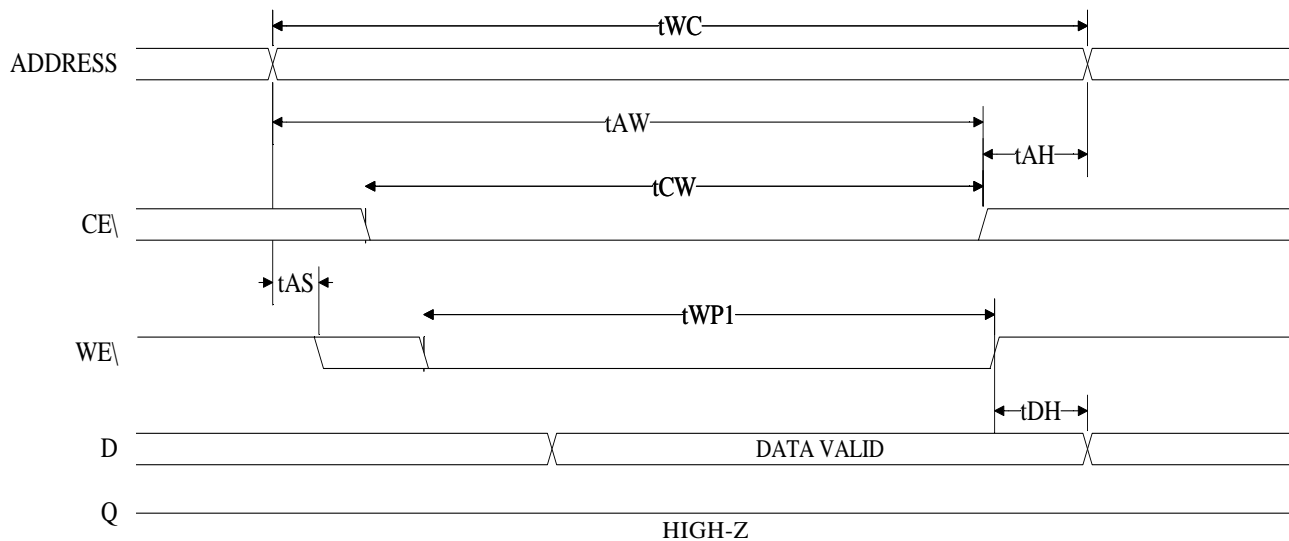 tWC
ADDRESS
tAW
tAH
tCW
CE\
tAS
tWP1
WE\
tDH
D DATA VALID
Q
HIGH-Z